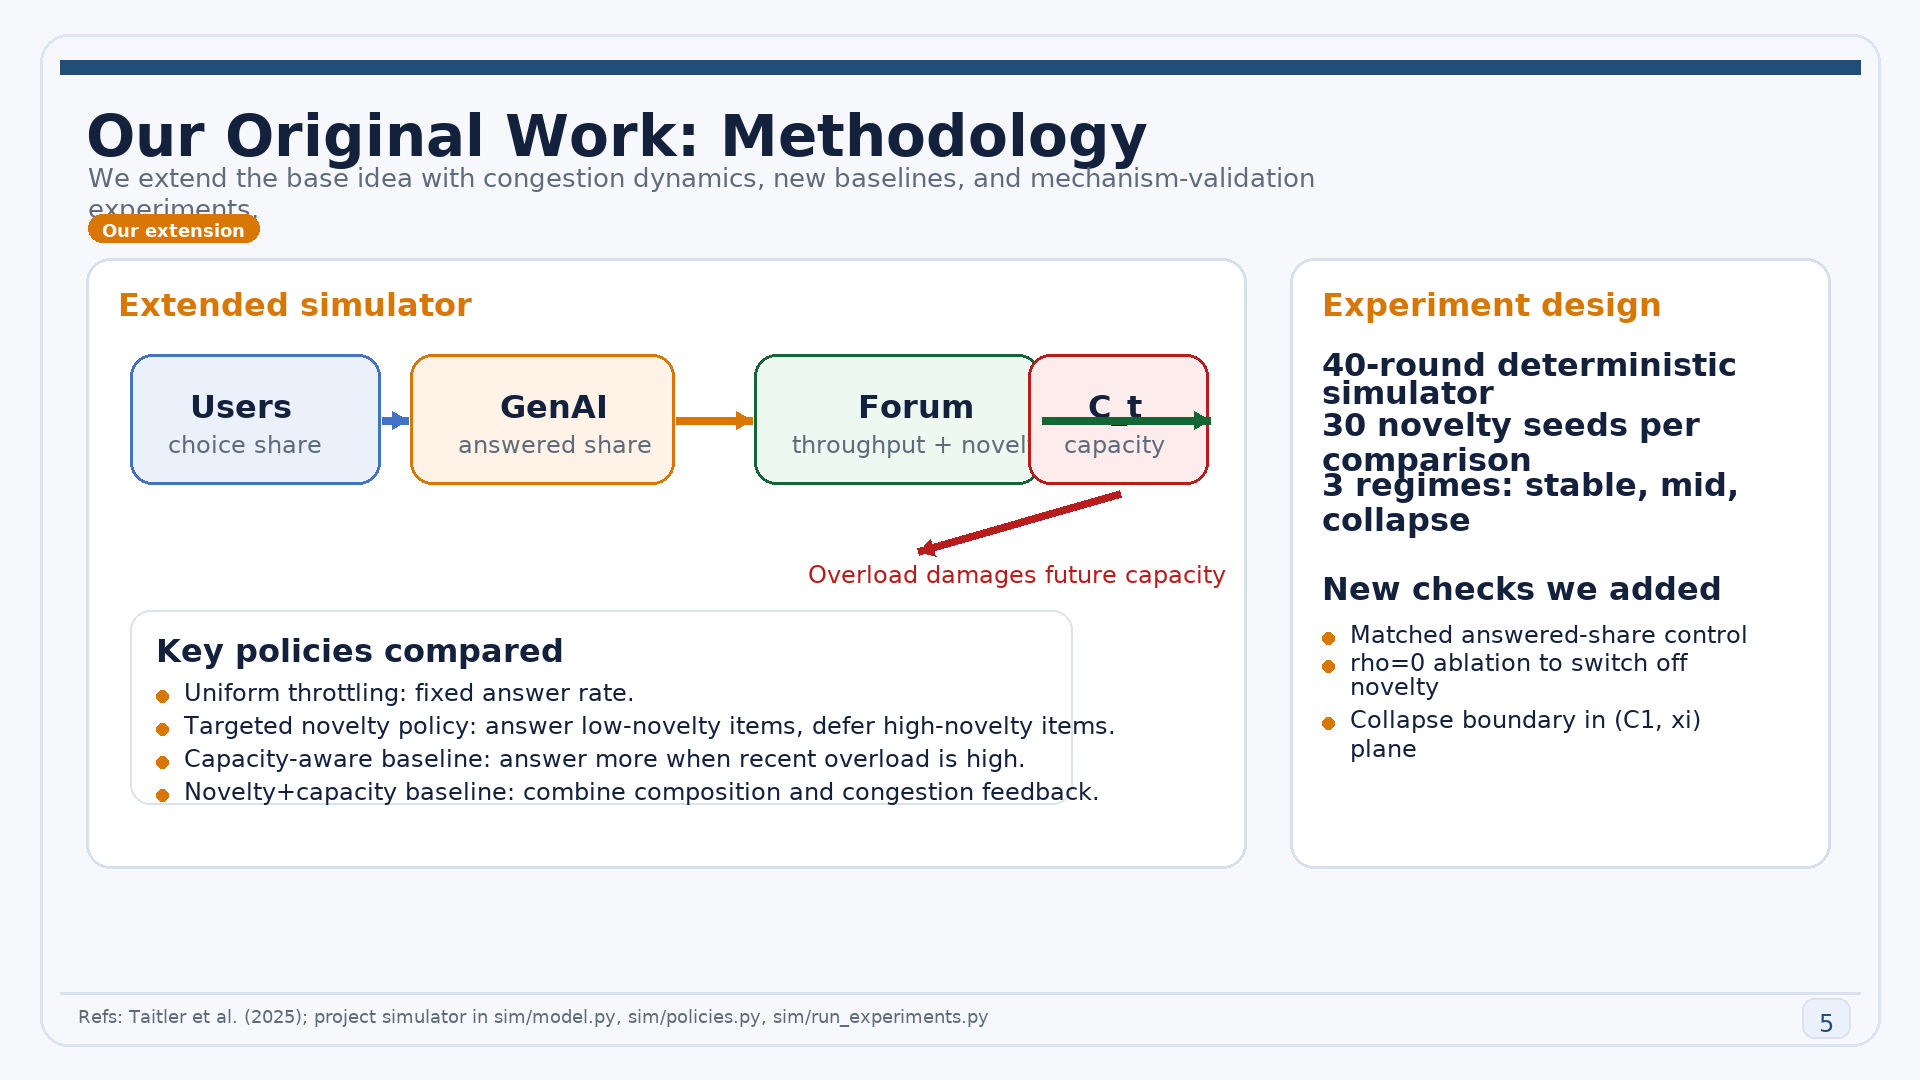 Our Original Work: Methodology
We extend the base idea with congestion dynamics, new baselines, and mechanism-validation
experiments.
Our extension
Extended simulator
Users
choice share
GenAI
answered share
Forum
throughput + novel
C_t
capacity
Overload damages future capacity
Key policies compared
Uniform throttling: fixed answer rate.
Targeted novelty policy: answer low-novelty items, defer high-novelty items.
Capacity-aware baseline: answer more when recent overload is high.
Novelty+capacity baseline: combine composition and congestion feedback.
Experiment design
40-round deterministic
simulator
30 novelty seeds per
comparison
3 regimes: stable, mid,
collapse
New checks we added
Matched answered-share control
rho=0 ablation to switch off
novelty
Collapse boundary in (C1, xi)
plane
Refs: Taitler et al. (2025); project simulator in sim/model.py, sim/policies.py, sim/run_experiments.py
5